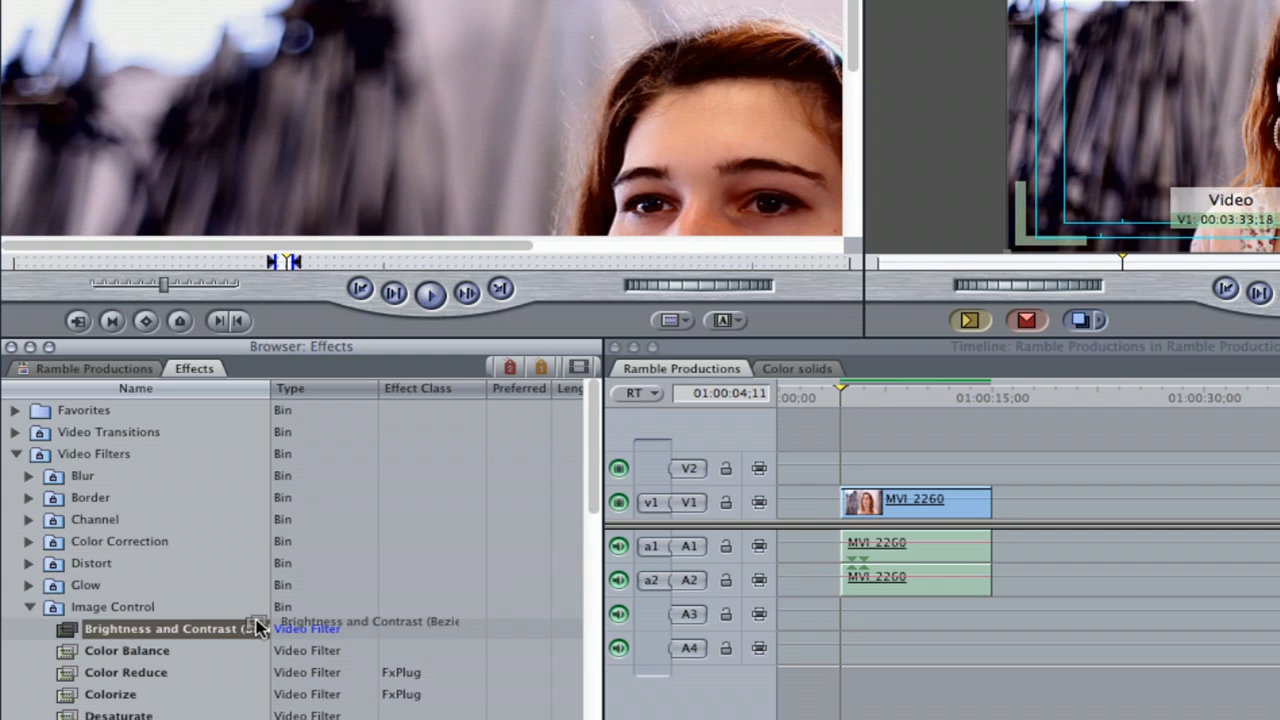 Video
V1: 00:03:33;18
Browser: Effects
Timeline: Ramble Productions in Ramble Productio
Ramble Productions
Effects
Ramble Productions
Color solids
Name
Type
Effect Class
Preferred
Leng
RT
01:00:04;11
:00;00
01:00:15;00
01:00:30;00
Favorites
Bin
Video Transitions
Bin
Video Filters
Bin
Blur
Bin
V2
Border
Bin
v1
V1
MVI_2260
Channel
Bin
Color Correction
Bin
a1
A1
MVI_2260
Distort
Bin
a2
A2
MVI_2260
Glow
Bin
Image Control
Bin
A3
Brightness and Contrast (Bezie
Brightness and Contrast (
Video Filter
Color Balance
Video Filter
A4
Color Reduce
Video Filter
FxPlug
Colorize
Video Filter
FxPlug
Desaturate
Video Filter